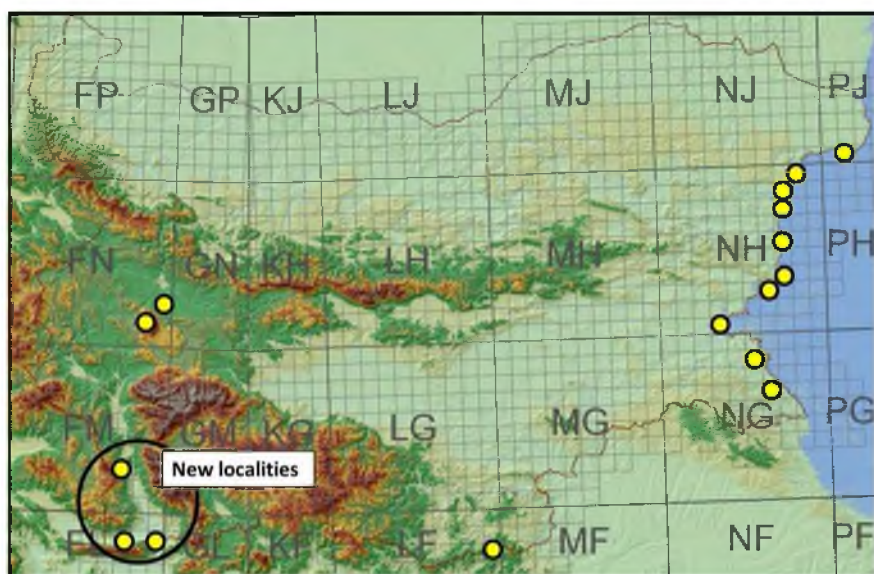 FP GP KJ LJ MJ NJ PJ
FN GN KH LH MH NH PH
FM GM KG LG MG NG PG
New localities
GL KF LF MF NF PF